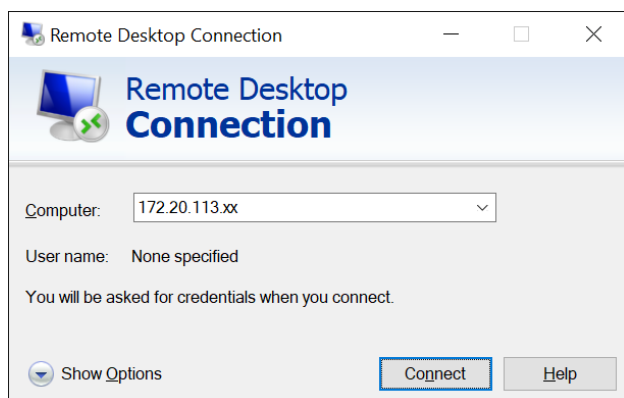 Remote Desktop Connection
Remote Desktop
Connection
Computer: 172.20.113.xx
User name: None specified
You will be asked for credentials when you connect.
Show Options Connect Help